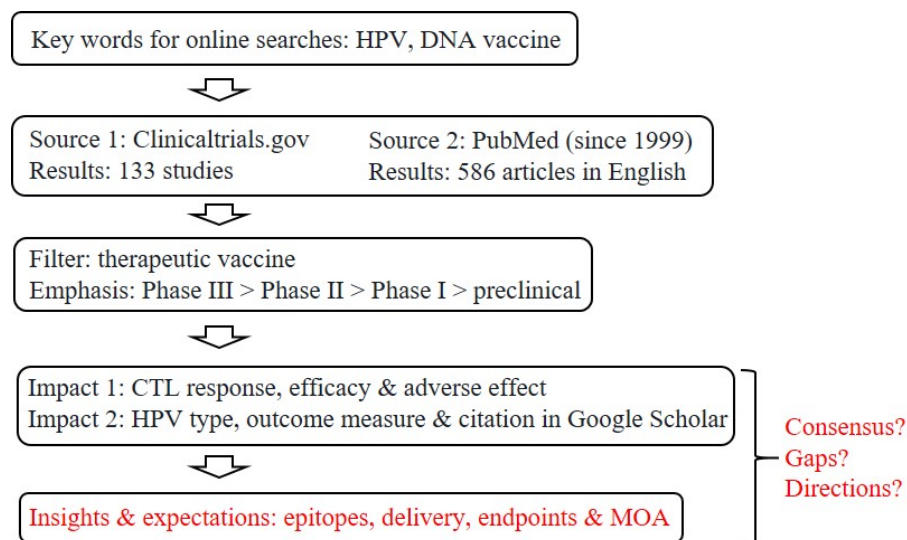 Key words for online searches: HPV, DNA vaccine
Source 1: Clinicaltrials.gov
Results: 133 studies
Source 2: PubMed (since 1999)
Results: 586 articles in English
Filter: therapeutic vaccine
Emphasis: Phase III > Phase II > Phase I > preclinical
Impact 1: CTL response, efficacy & adverse effect
Impact 2: HPV type, outcome measure & citation in Google Scholar
Insights & expectations: epitopes, delivery, endpoints & MOA
Consensus?
Gaps?
Directions?